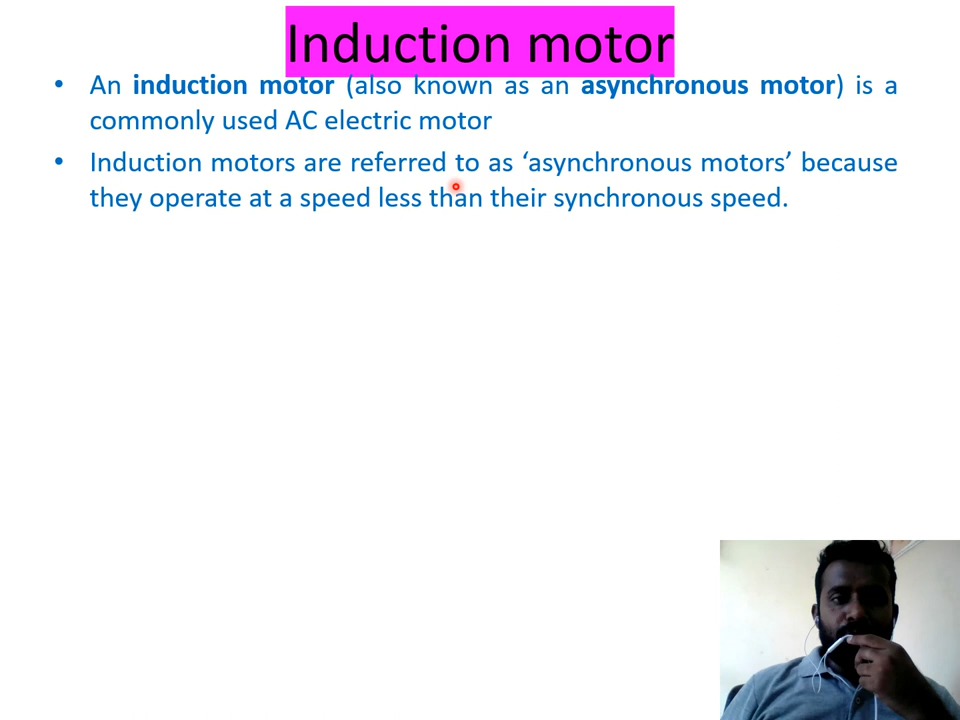 Induction motor
• An induction motor (also known as an asynchronous motor) is a
commonly used AC electric motor
• Induction motors are referred to as ‘asynchronous motors’ because
they operate at a speed less than their synchronous speed.